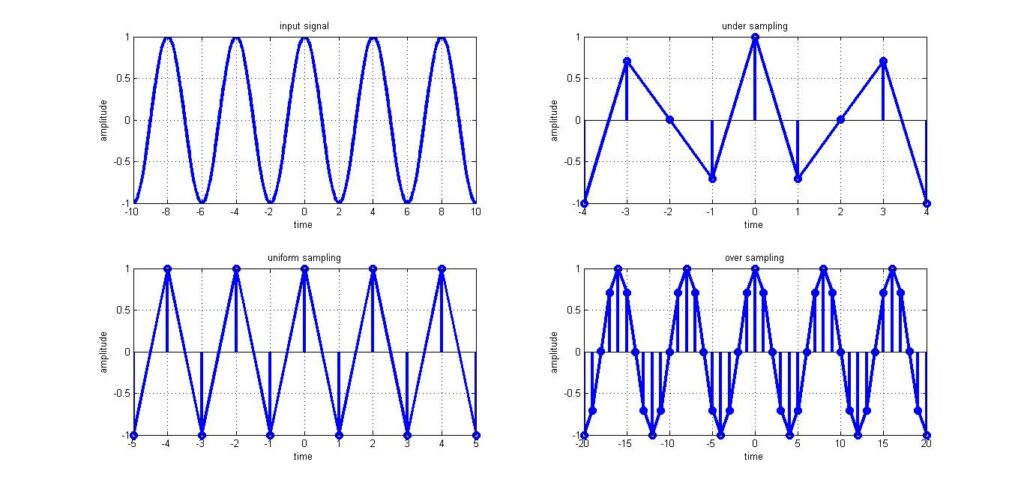 input signal
1
0.5
0
-0.5
-1
amplitude
-10 -8 -6 -4 -2 0 2 4 6 8 10
time
under sampling
1
0.5
0
-0.5
-1
amplitude
-4 -3 -2 -1 0 1 2 3 4
time
uniform sampling
1
0.5
0
-0.5
-1
amplitude
-5 -4 -3 -2 -1 0 1 2 3 4 5
time
over sampling
1
0.5
0
-0.5
-1
amplitude
-20 -15 -10 -5 0 5 10 15 20
time